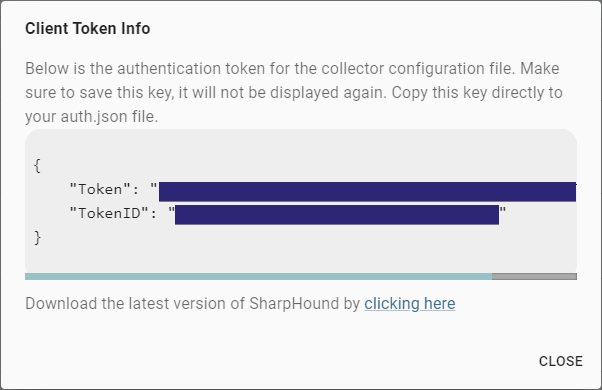 Client Token Info
Below is the authentication token for the collector configuration file. Make
sure to save this key, it will not be displayed again. Copy this key directly to
your auth.json file.
{
"Token": "
"TokenID": ""
}
Download the latest version of SharpHound by clicking here
CLOSE